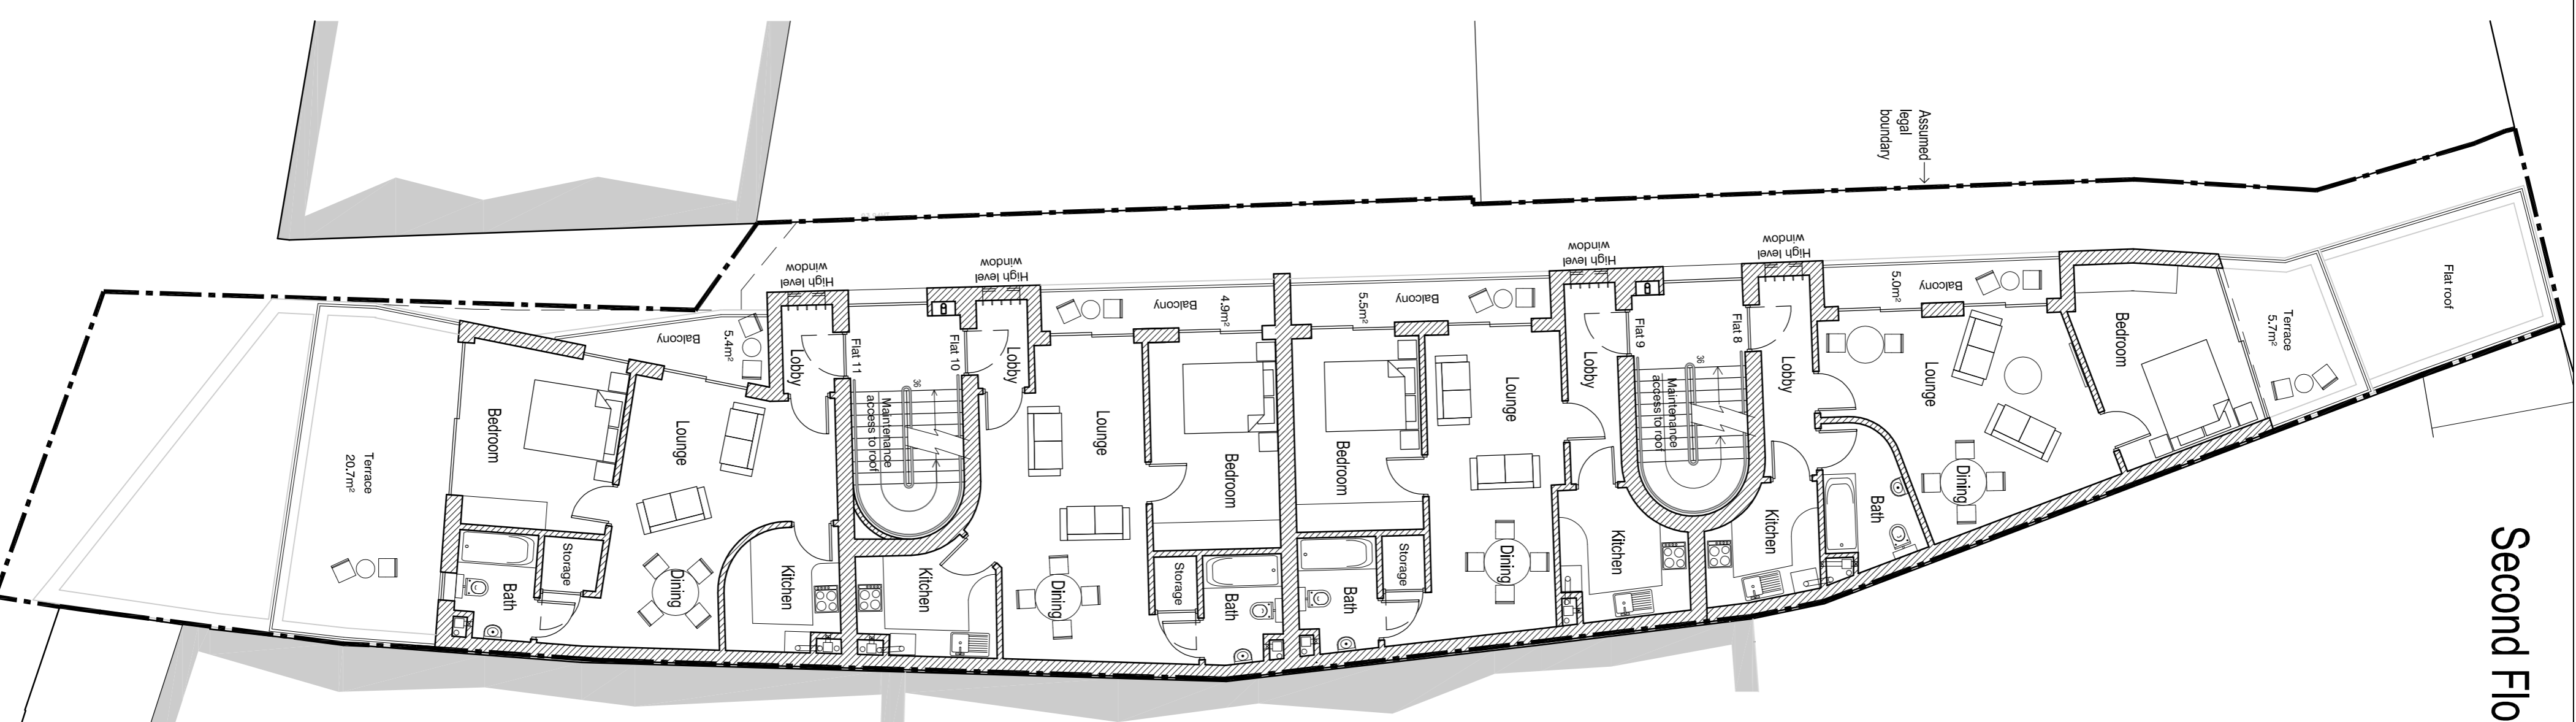 Second Flo
Assumed
legal
boundary
Flat roof
Terrace
5.7m²
Bedroom
Lounge
Dining
Balcony
5.0m²
High level
window
Lobby
Flat 8
Bath
Kitchen
Maintenance
access to roof
36
High level
window
Flat 9
Lobby
Kitchen
Lounge
Dining
Balcony
5.5m²
Bedroom
Storage
Bath
Balcony
4.9m²
Bedroom
Storage
Bath
Lounge
Dining
High level
window
Lobby
Flat 10
Kitchen
Maintenance
access to roof
36
High level
window
Flat 11
Lobby
Kitchen
Balcony
5.4m²
Lounge
Dining
Bedroom
Storage
Bath
Terrace
20.7m²